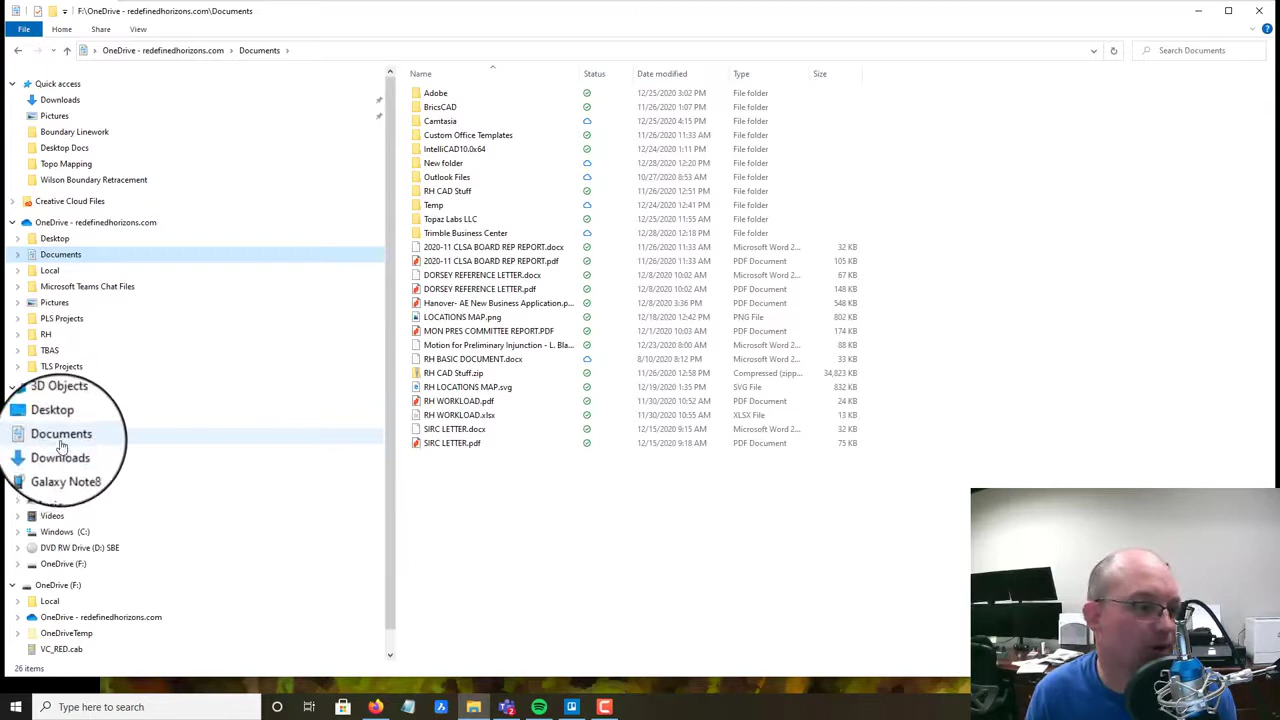 F:\OneDrive - redefinedhorizons.com\Documents
File Home Share View
OneDrive - redefinedhorizons.com Documents Search Documents
Name Status Date modified Type Size
Quick access
Downloads
Pictures
Boundary Linework
Desktop Docs
Topo Mapping
Wilson Boundary Retracement
Creative Cloud Files
OneDrive - redefinedhorizons.com
Desktop
Documents
Local
Microsoft Teams Chat Files
Pictures
PLS Projects
RH
TBAS
TLS Projects
3D Objects
Desktop
Documents
Downloads
Galaxy Note8
Videos
Windows (C:)
DVD RW Drive (D:) SBE
OneDrive (F:)
OneDrive (F:)
Local
OneDrive - redefinedhorizons.com
OneDriveTemp
VC_RED.cab
Adobe 12/25/2020 3:02 PM File folder
BricsCAD 11/26/2020 1:07 PM File folder
Camtasia 12/25/2020 4:15 PM File folder
Custom Office Templates 11/26/2020 11:33 AM File folder
IntelliCAD10.0x64 12/24/2020 1:11 PM File folder
New folder 12/28/2020 12:20 PM File folder
Outlook Files 10/27/2020 8:53 AM File folder
RH CAD Stuff 11/26/2020 12:51 PM File folder
Temp 12/24/2020 12:41 PM File folder
Topaz Labs LLC 12/25/2020 11:55 AM File folder
Trimble Business Center 12/28/2020 12:18 PM File folder
2020-11 CLSA BOARD REP REPORT.docx 11/26/2020 11:33 AM Microsoft Word 2... 32 KB
2020-11 CLSA BOARD REP REPORT.pdf 11/26/2020 11:33 AM PDF Document 105 KB
DORSEY REFERENCE LETTER.docx 12/8/2020 10:02 AM Microsoft Word 2... 67 KB
DORSEY REFERENCE LETTER.pdf 12/8/2020 10:02 AM PDF Document 148 KB
Hanover- AE New Business Application.p... 12/8/2020 3:36 PM PDF Document 548 KB
LOCATIONS MAP.png 12/18/2020 12:42 PM PNG File 802 KB
MON PRES COMMITTEE REPORT.PDF 12/1/2020 10:03 AM PDF Document 174 KB
Motion for Preliminary Injunction - L. Bla... 12/23/2020 8:00 AM Microsoft Word 2... 88 KB
RH BASIC DOCUMENT.docx 8/10/2020 8:12 PM Microsoft Word 2... 33 KB
RH CAD Stuff.zip 11/26/2020 12:58 PM Compressed (zipp... 34,823 KB
RH LOCATIONS MAP.svg 12/19/2020 1:35 PM SVG File 832 KB
RH WORKLOAD.pdf 11/30/2020 10:52 AM PDF Document 24 KB
RH WORKLOAD.xlsx 11/30/2020 10:55 AM XLSX File 13 KB
SIRC LETTER.docx 12/15/2020 9:15 AM Microsoft Word 2... 32 KB
SIRC LETTER.pdf 12/15/2020 9:18 AM PDF Document 75 KB
26 items
Type here to search